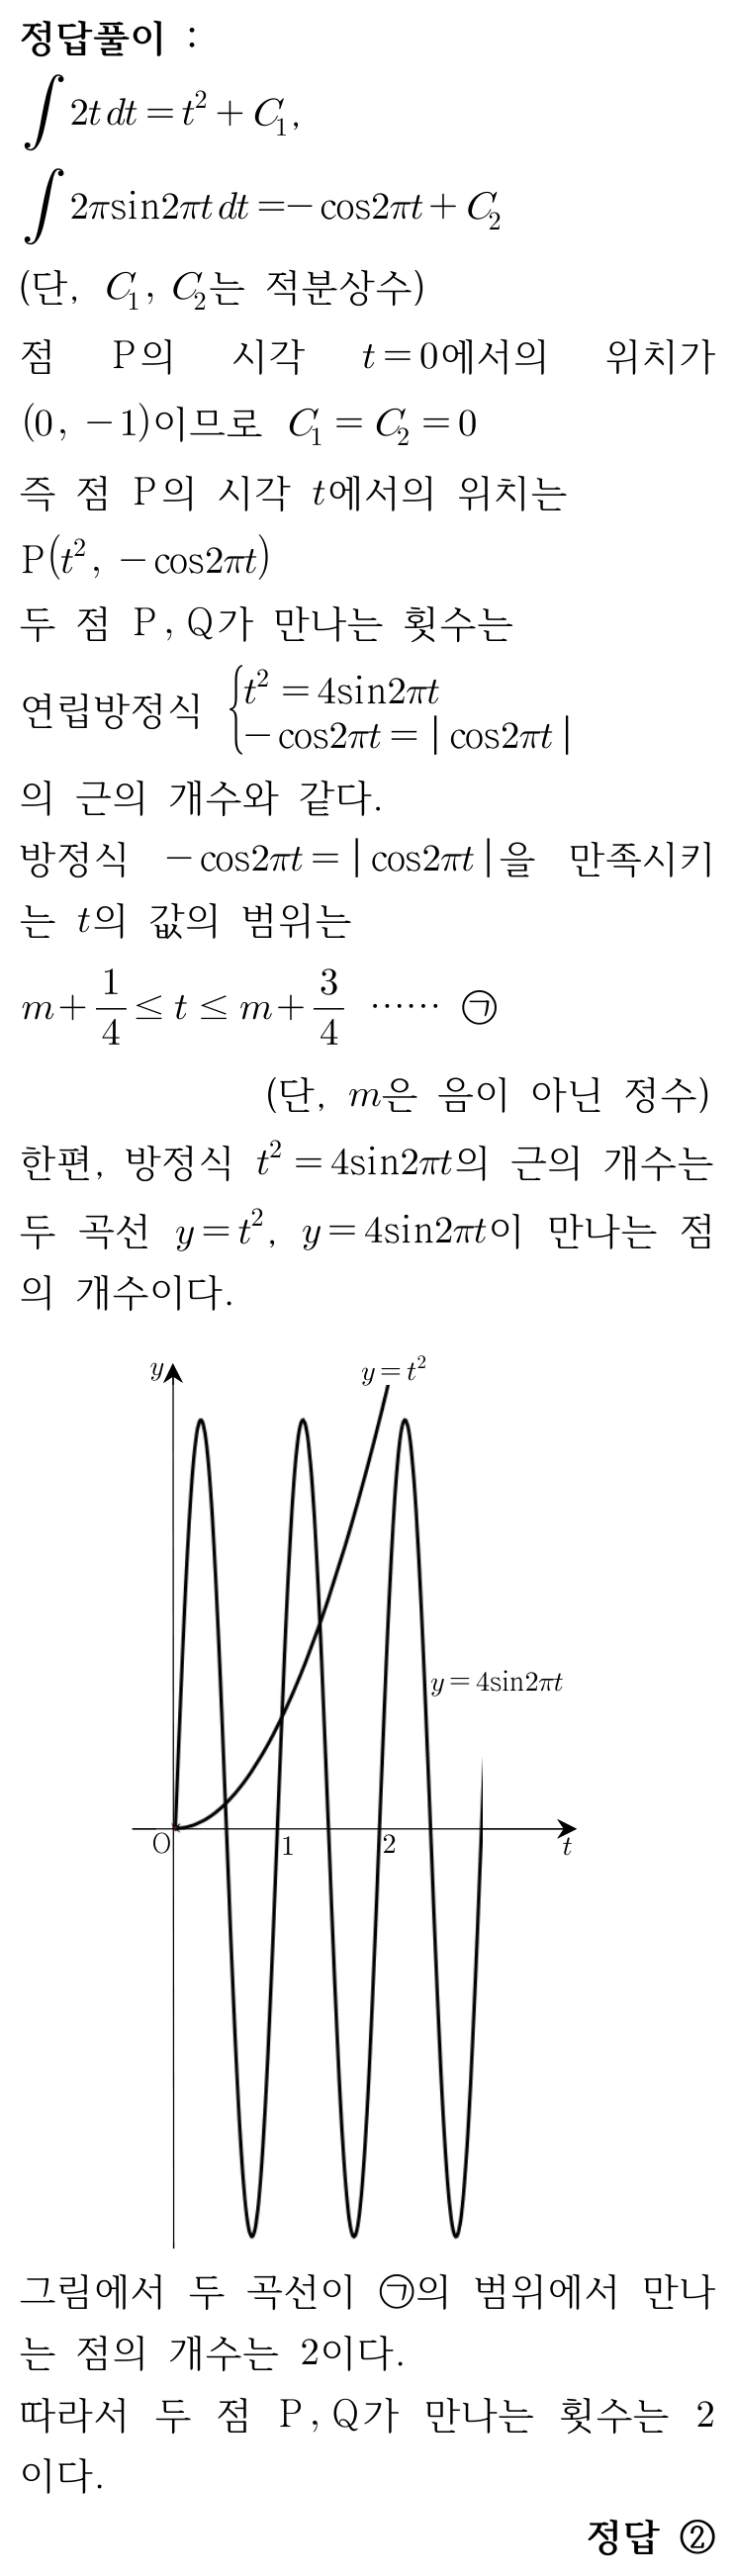 정답풀이 :
∫ 2t dt = t² + C₁,
∫ 2πsin2πt dt = − cos2πt + C₂
(단, C₁, C₂는 적분상수)
점 P의 시각 t = 0에서의 위치가
(0, −1)이므로 C₁ = C₂ = 0
즉 점 P의 시각 t에서의 위치는
P(t², − cos2πt)
두 점 P, Q가 만나는 횟수는
연립방정식 { t² = 4sin2πt
− cos2πt = | cos2πt |
의 근의 개수와 같다.
방정식 − cos2πt = | cos2πt |을 만족시키
는 t의 값의 범위는
m + 1/4 ≤ t ≤ m + 3/4 ⋯⋯ ㉠
(단, m은 음이 아닌 정수)
한편, 방정식 t² = 4sin2πt의 근의 개수는
두 곡선 y = t², y = 4sin2πt이 만나는 점
의 개수이다.
y
y = t²
y = 4sin2πt
O 1 2 t
그림에서 두 곡선이 ㉠의 범위에서 만나
는 점의 개수는 2이다.
따라서 두 점 P, Q가 만나는 횟수는 2
이다.
정답 ②